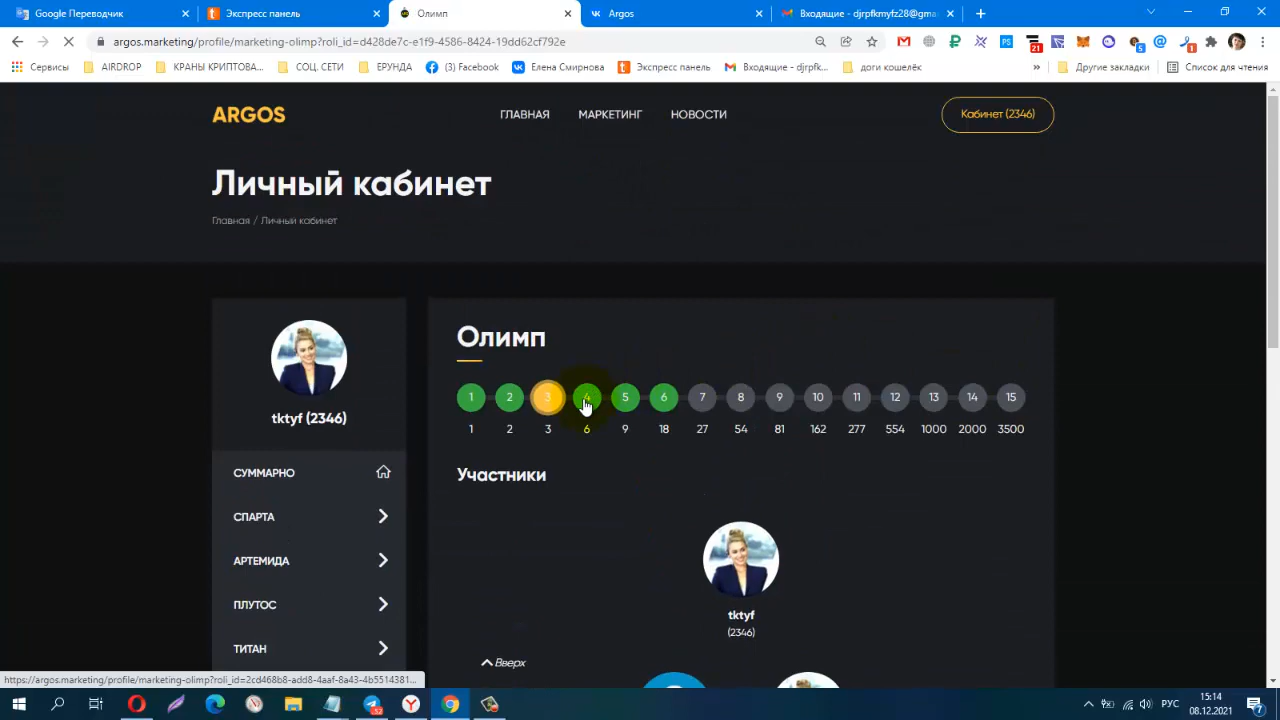 Google Переводчик
Экспресс панель
Олимп
Argos
Входящие - djrpfkmyfz28@gma
argos.marketing/profile/marketing-olimp?roli_id=d428de7c-e1f9-4586-8424-19dd62cf792e
21
5
1
Сервисы
AIRDROP
КРАНЫ КРИПТОВА...
СОЦ. СЕТИ
ЕРУНДА
(3) Facebook
Елена Смирнова
Экспресс панель
Входящие - djrpfk...
доги кошелёк
»
Другие закладки
Список для чтения
ARGOS
ГЛАВНАЯ
МАРКЕТИНГ
НОВОСТИ
Кабинет (2346)
Личный кабинет
Главная / Личный кабинет
tktyf (2346)
СУММАРНО
СПАРТА
АРТЕМИДА
ПЛУТОС
ТИТАН
Олимп
1 2 3 4 5 6 7 8 9 10 11 12 13 14 15
1 2 3 6 9 18 27 54 81 162 277 554 1000 2000 3500
Участники
tktyf
(2346)
Вверх
https://argos.marketing/profile/marketing-olimp?roli_id=2cd468b8-add8-4aaf-8a43-4b5514381...
РУС
15:14
08.12.2021